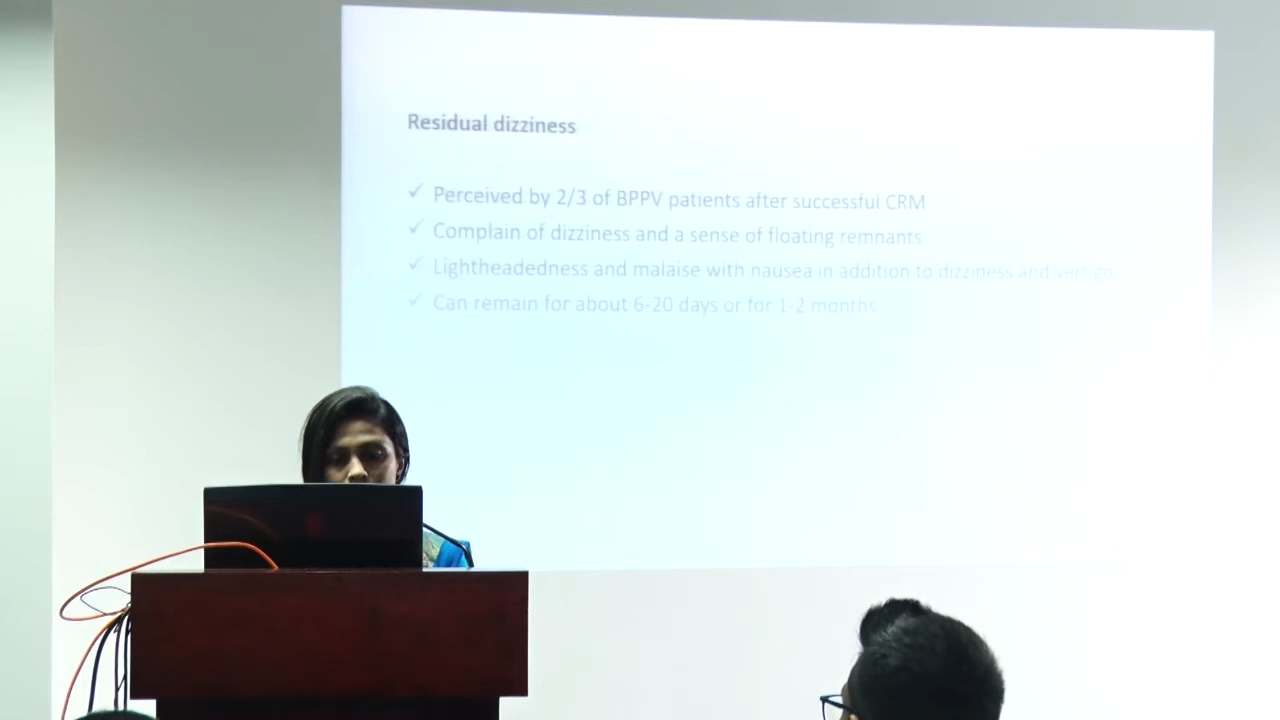 Residual dizziness
✓ Perceived by 2/3 of BPPV patients after successful CRM
✓ Complain of dizziness and a sense of floating remnants
✓ Lightheadedness and malaise with nausea in addition to dizziness and vertigo
✓ Can remain for about 6-20 days or for 1-2 months